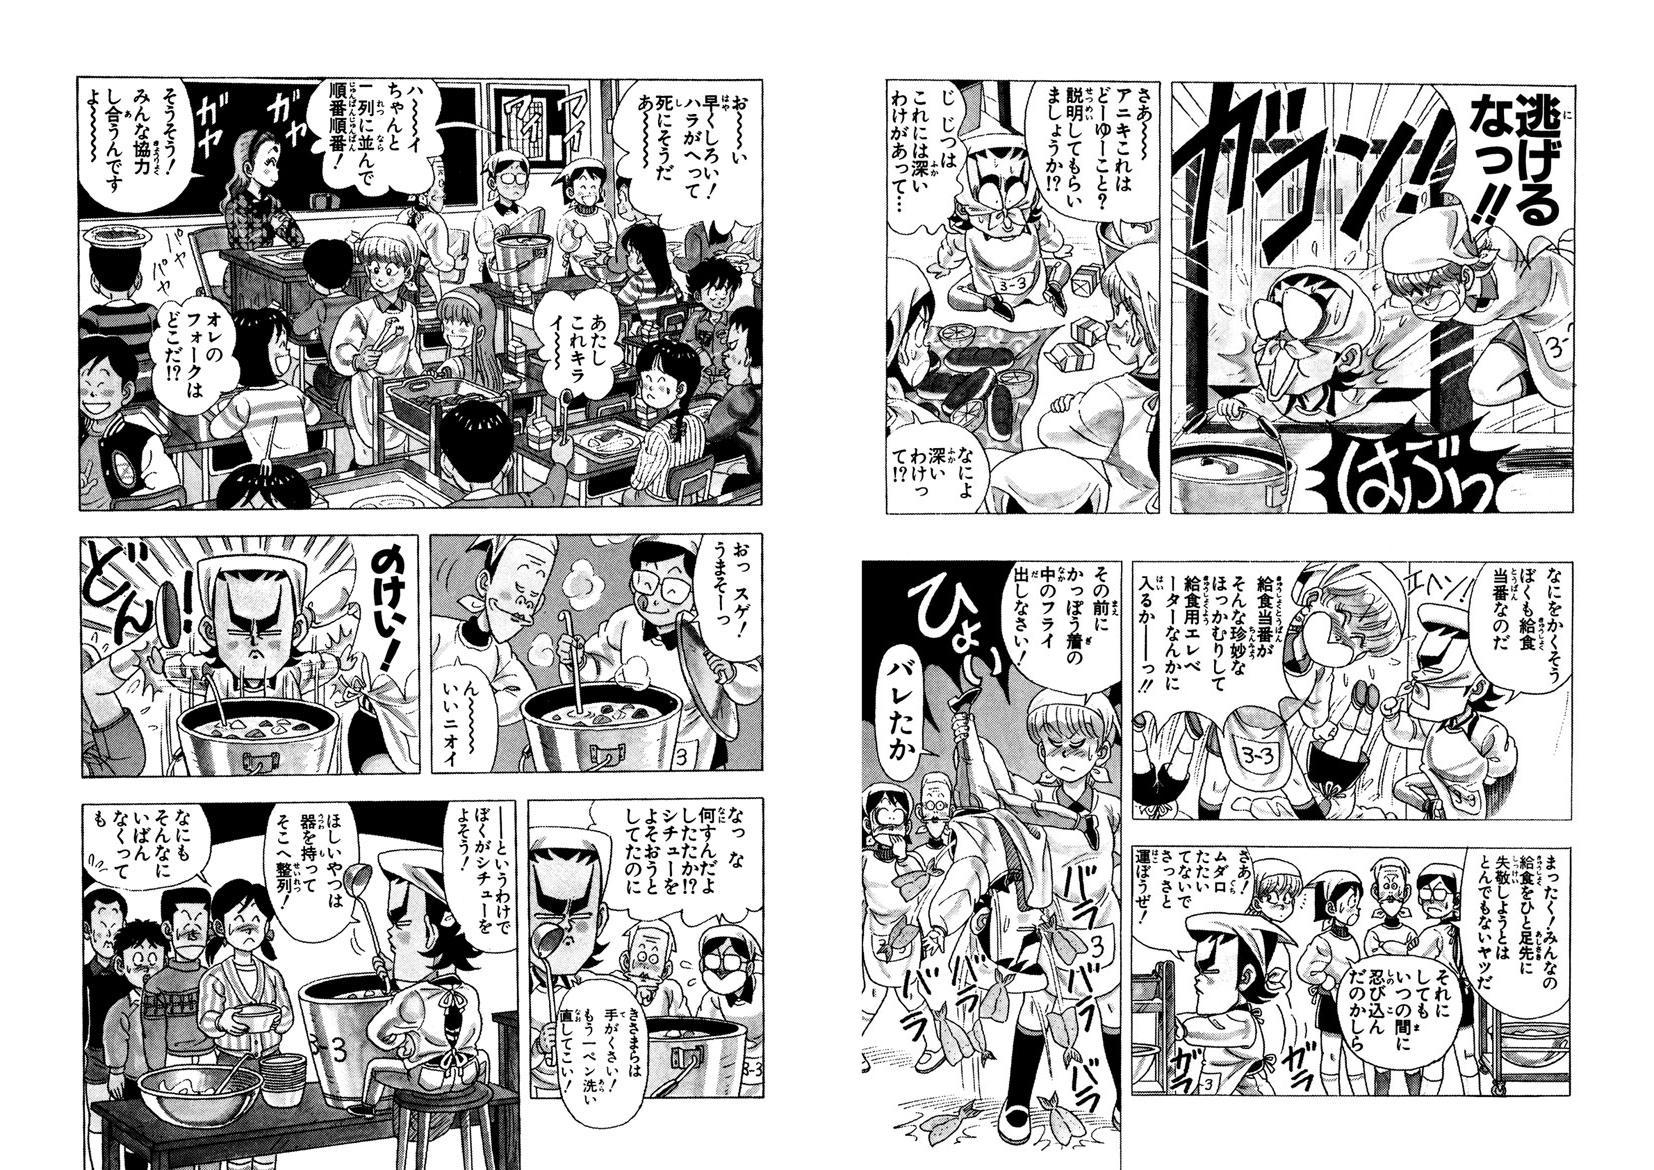 逃げる
なっ!!
ガコン!!
はぶっ
さあ～～～
アニキこれは
どーゆーこと?
説明してもらい
ましょうか!?
じ じつは
これには深い
わけがあって…
3-3
なによ
深い
わけっ
て!?
なにをかくそう
ぼくも給食
当番なのだ
エヘン!
給食当番が
そんな珍妙な
ほっかむりして
給食用エレベ
ーターなんかに
入るか――っ!!
3-3
その前に
かっぽう着の
中のフライ
出しなさい!
ひょい
バレたか
バラ
バラ
バラ
バラ
3
まったく!みんなの
給食をひと足先に
失敬しようとは
とんでもないヤツだ
それに
しても
いつの間に
忍び込ん
だのかしら
さあ!
ムダロ
たたい
てないで
さっさと
運ぼうぜ!
ガラ
ガラ
3
お～～～い
早～くしろい!
ハラがへって
死にそうだ
あ～～～
ワイ
ワイ
ハ～～～イ
ちゃんと
一列に並んで
順番順番!
ガヤ
ガヤ
そうそう!
みんな協力
し合うんです
よ～～～
パヤ
パヤ
オレの
フォークは
どこだ!?
あたし
これキラ
イ～～～
おっ スゲ!
うまそーっ
ん～～～
いいニオイ
3
のけい!
どん!
なっ な
何すんだよ
したたか!?
シチューを
よそおうと
してたのに
きさまらは
手がくさい!
もう一ペン洗い
直してこい!
3-3
――というわけで
ぼくがシチューを
よそう!
ほしいやつは
器を持って
そこへ整列!
なにも
そんなに
いばん
なくって
も
3-3